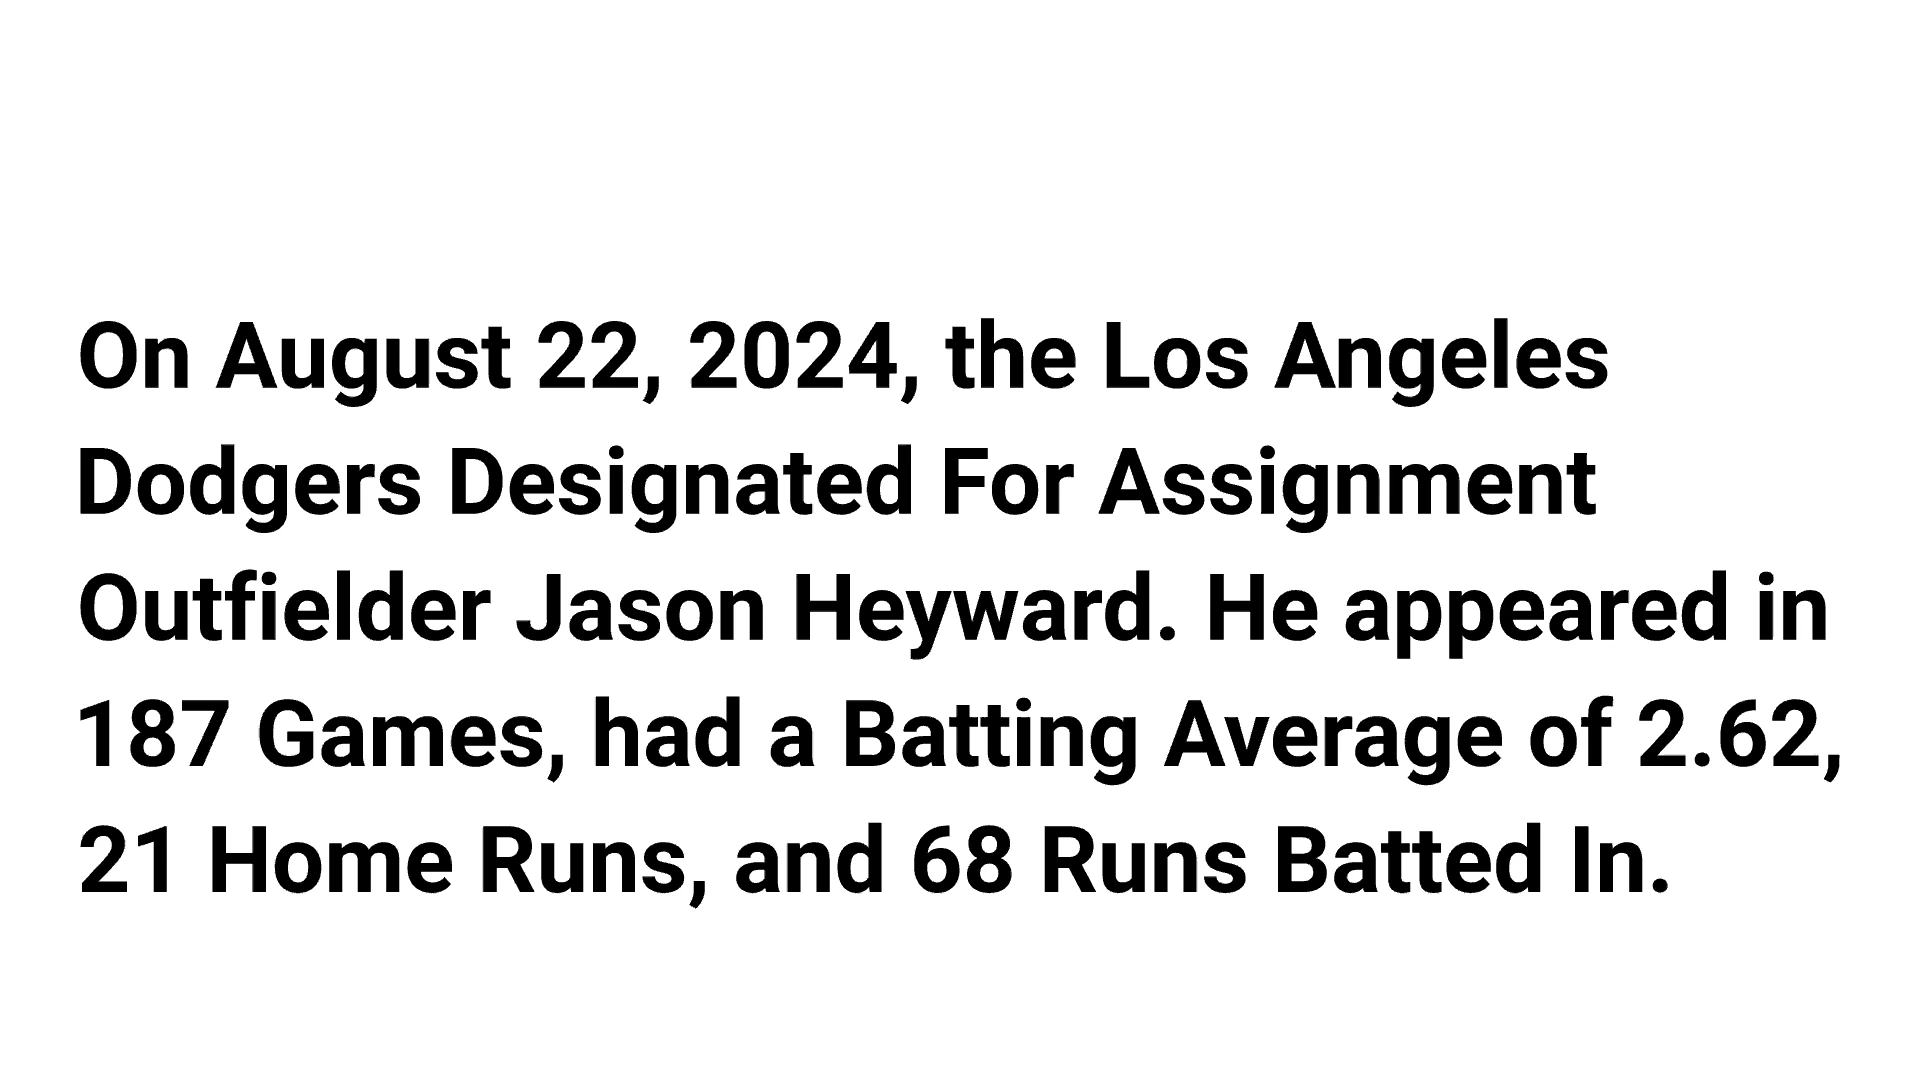 On August 22, 2024, the Los Angeles
Dodgers Designated For Assignment
Outfielder Jason Heyward. He appeared in
187 Games, had a Batting Average of 2.62,
21 Home Runs, and 68 Runs Batted In.